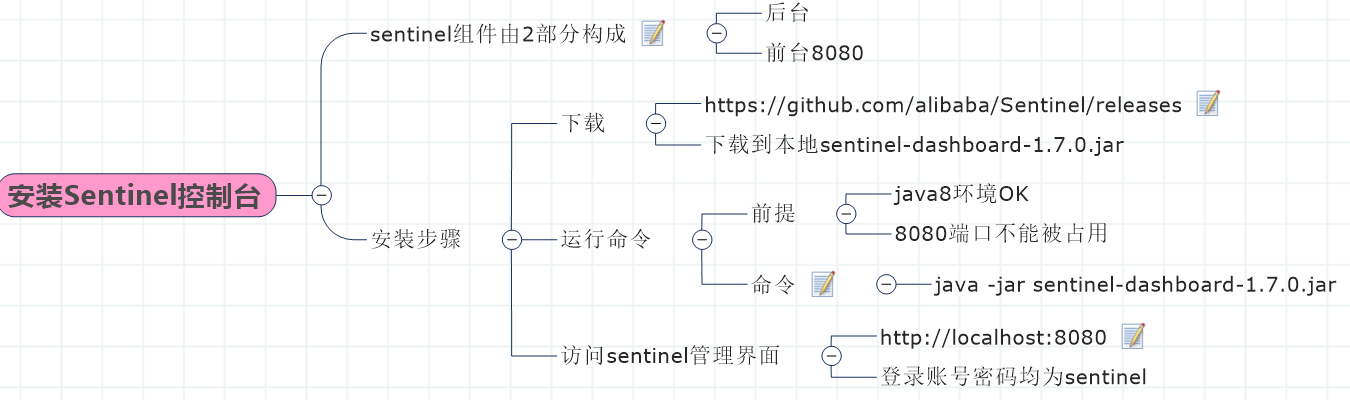 安装Sentinel控制台
sentinel组件由2部分构成
后台
前台8080
安装步骤
下载
https://github.com/alibaba/Sentinel/releases
下载到本地sentinel-dashboard-1.7.0.jar
运行命令
前提
java8环境OK
8080端口不能被占用
命令
java -jar sentinel-dashboard-1.7.0.jar
访问sentinel管理界面
http://localhost:8080
登录账号密码均为sentinel